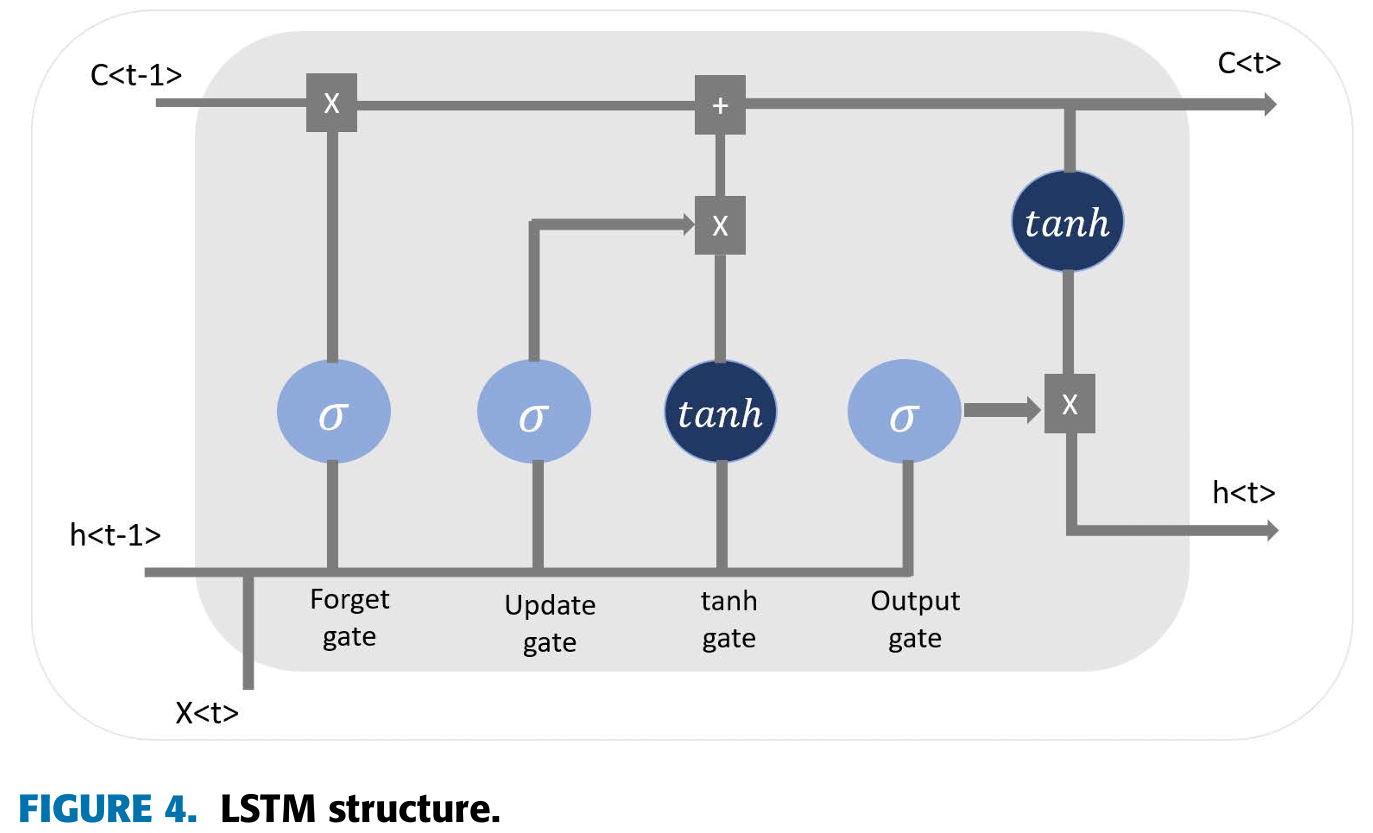 C<t-1>
C<t>
X
+
X
tanh
σ
σ
tanh
σ
X
h<t-1>
h<t>
Forget
gate
Update
gate
tanh
gate
Output
gate
X<t>
FIGURE 4. LSTM structure.